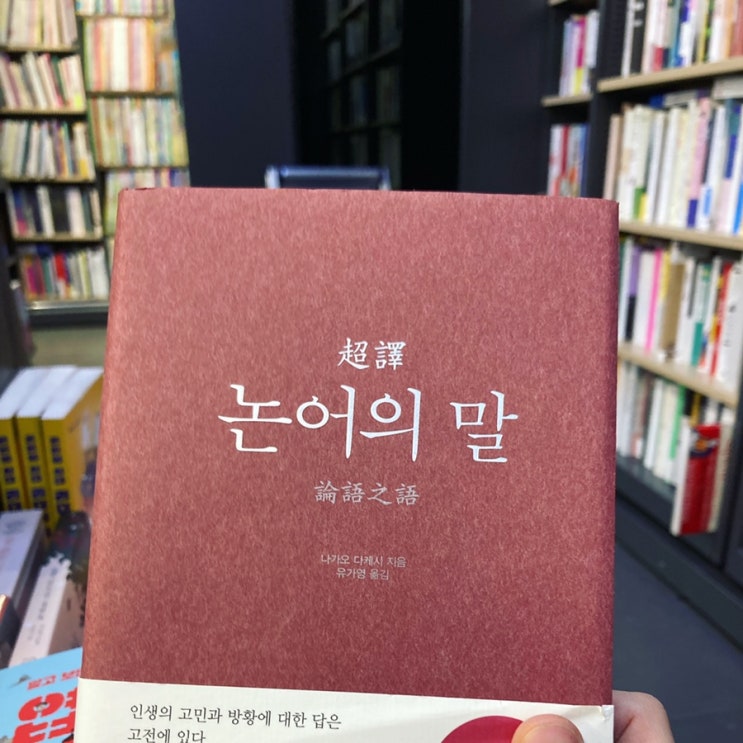 超譯
논어의 말
論語之語
나가오 다케시 지음
유가영 옮김
인생의 고민과 방황에 대한 답은
고전에 있다